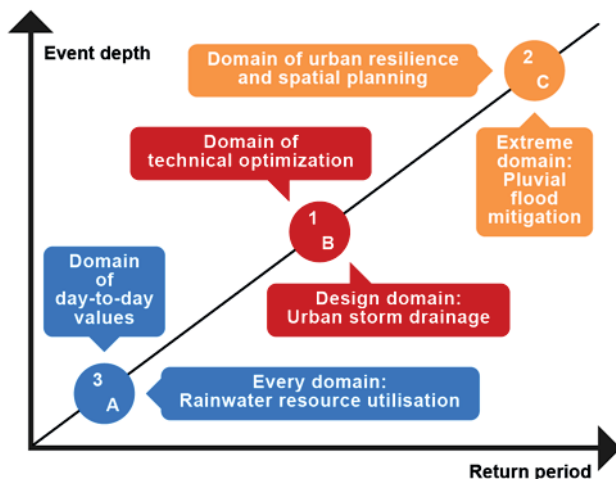 Event depth
Domain of urban resilience
and spatial planning
2
C
Domain of
technical optimization
Extreme
domain:
Pluvial
flood
mitigation
1
B
Domain
of
day-to-day
values
Design domain:
Urban storm drainage
3
A
Every domain:
Rainwater resource utilisation
Return period